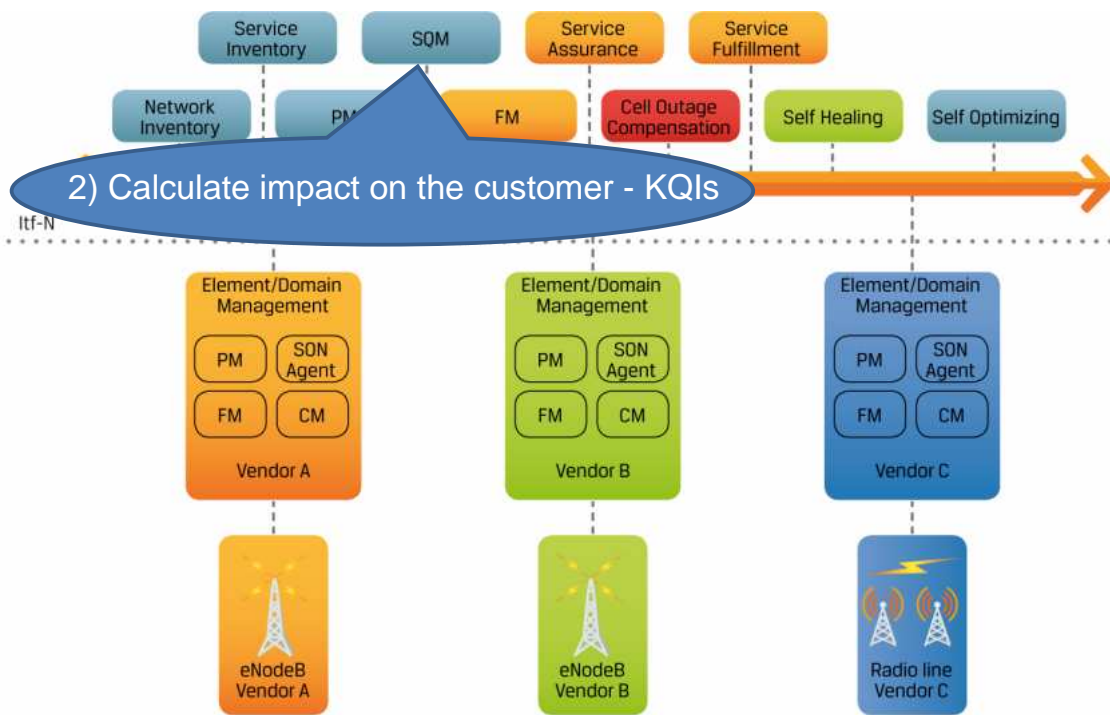 Service
Inventory
SQM
Service
Assurance
Service
Fulfillment
Network
Inventory
PM
FM
Cell Outage
Compensation
Self Healing
Self Optimizing
2) Calculate impact on the customer - KQIs
Itf-N
Element/Domain
Management
PM
SON
Agent
FM
CM
Vendor A
Element/Domain
Management
PM
SON
Agent
FM
CM
Vendor B
Element/Domain
Management
PM
SON
Agent
FM
CM
Vendor C
eNodeB
Vendor A
eNodeB
Vendor B
Radio line
Vendor C